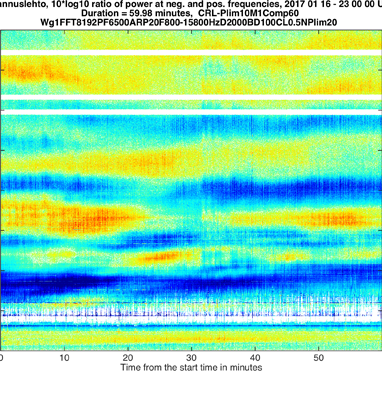 10*log10 ratio of power at neg. and pos. frequencies, 2017 01 16 - 23 00 00
Duration = 59.98 minutes, CRL-Plim10M1Comp60
Wg1FFT8192PF6500ARP20F800-15800HzD2000BD100CL0.5NPlim20
0 10 20 30 40 50
Time from the start time in minutes